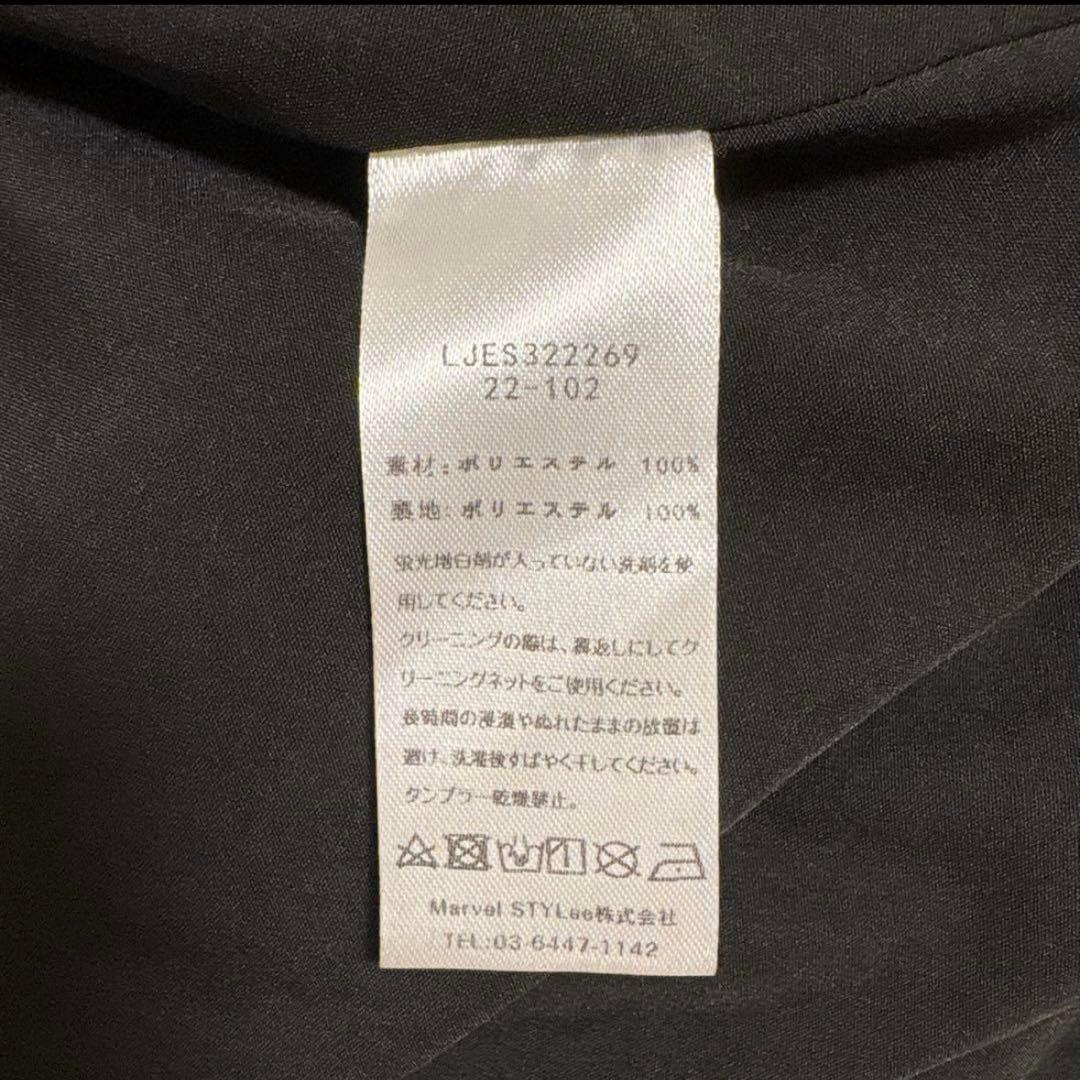 LJES322269
22-102
素材:ポリエステル 100%
裏地:ポリエステル 100%
蛍光増白剤が入っていない洗剤を使
用してください。
クリーニングの際は、裏返しにしてク
リーニングネットをご使用ください。
長時間の浸漬やぬれたままの放置は
避け、洗濯後すばやく干してください。
タンブラー乾燥禁止。
Marvel STYLee株式会社
TEL:03-6447-1142